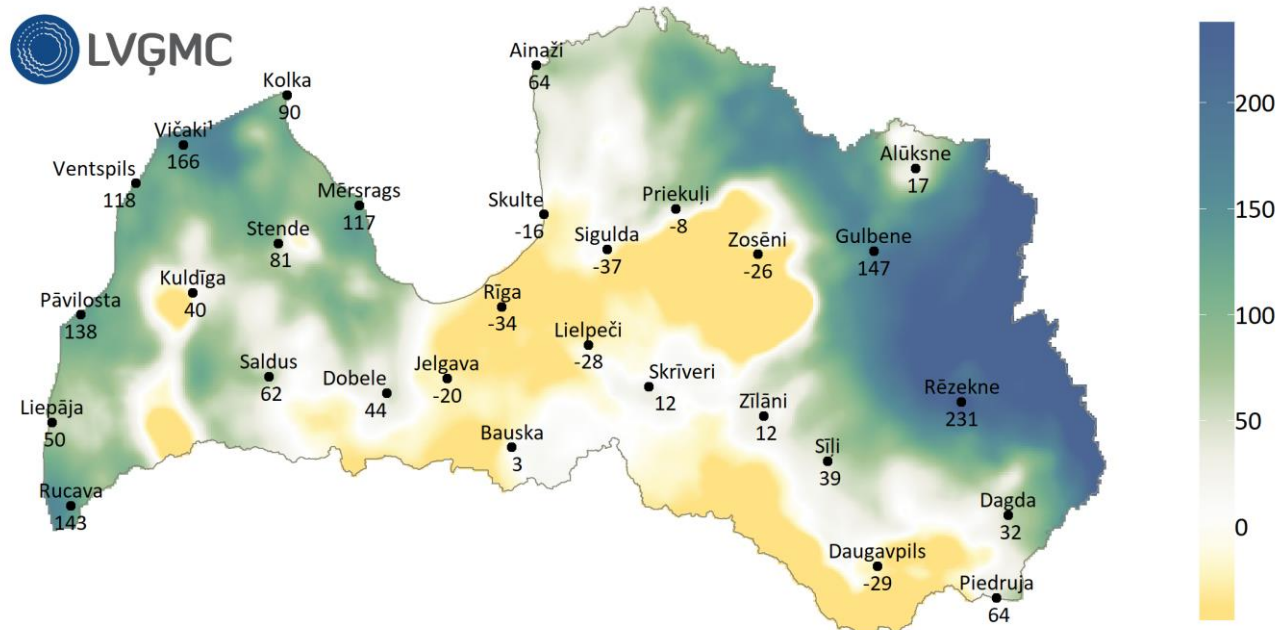 LVĢMC
Ainaži
64
Kolka
90
Vičaki¹
166
Ventspils
118
Mērsrags
117
Stende
81
Kuldīga
40
Pāvilosta
138
Saldus
62
Dobele
44
Liepāja
50
Rucava
143
Skulte
-16
Sigulda
-37
Priekuļi
-8
Zosēni
-26
Alūksne
17
Gulbene
147
Rīga
-34
Lielpeči
-28
Jelgava
-20
Skrīveri
12
Zīlāni
12
Rēzekne
231
Bauska
3
Sīļi
39
Dagda
32
Daugavpils
-29
Piedruja
64
200
150
100
50
0